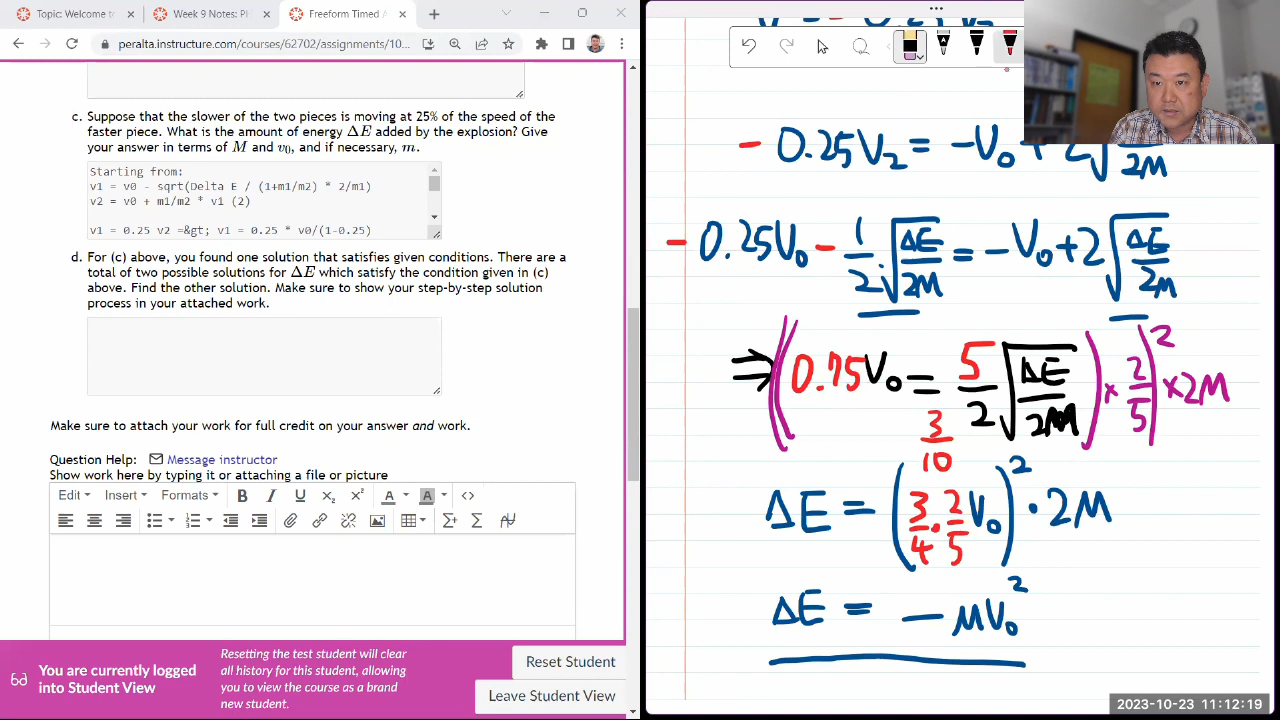 Topic Welcome to
Week 9 Notes Pr
Freeform Timed A
peralta.instructure.com/courses/621
signments/10...
c. Suppose that the slower of the two pieces is moving at 25% of the speed of the
faster piece. What is the amount of energy ΔE added by the explosion? Give
your answer in terms of M and v₀, and if necessary, m.
Starting from:
v1 = v0 - sqrt(Delta E / (1+m1/m2) * 2/m1)
v2 = v0 + m1/m2 * v1 (2)
v1 = 0.25 v2 =&gt; v1 = 0.25 * v0/(1-0.25)
d. For (c) above, you found one solution that satisfies given conditions. There are a
total of two possible solutions for ΔE which satisfy the condition given in (c)
above. Find the other solution. Make sure to show your step-by-step solution
process in your attached work.
Make sure to attach your work for full credit on your answer and work.
Question Help: Message instructor
Show work here by typing it or attaching a file or picture
Edit Insert Formats B I U x₂ x² A A <>
You are currently logged
into Student View
Resetting the test student will clear
all history for this student, allowing
you to view the course as a brand
new student.
Reset Student
Leave Student View
- 0.25V₂ = -V₀ + 2√ 2M
- 0.25V₀ - 1/2 √(ΔE/2M) = -V₀ + 2√(ΔE/2M)
⇒ ((0.75V₀ = 5/2 √(ΔE/2M)) × 2/5)² × 2M
3/10
ΔE = (3/4 · 2/5 V₀)² · 2M
ΔE = — MV₀²
2023-10-23 11:12:19